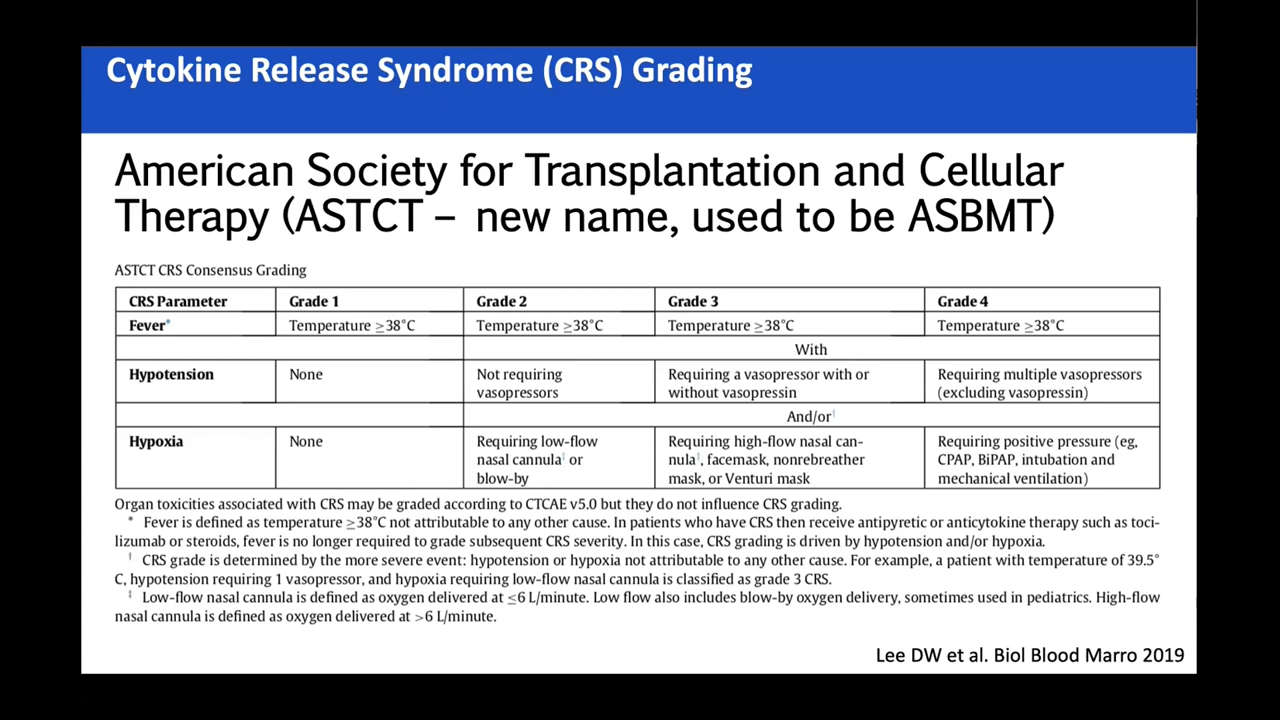 Cytokine Release Syndrome (CRS) Grading
American Society for Transplantation and Cellular
Therapy (ASTCT – new name, used to be ASBMT)
ASTCT CRS Consensus Grading
CRS Parameter Grade 1 Grade 2 Grade 3 Grade 4
Fever* Temperature ≥38°C Temperature ≥38°C Temperature ≥38°C Temperature ≥38°C
With
Hypotension None Not requiring Requiring a vasopressor with or Requiring multiple vasopressors
vasopressors without vasopressin (excluding vasopressin)
And/or†
Hypoxia None Requiring low-flow Requiring high-flow nasal can- Requiring positive pressure (eg,
nasal cannula‡ or nula‡, facemask, nonrebreather CPAP, BiPAP, intubation and
blow-by mask, or Venturi mask mechanical ventilation)
Organ toxicities associated with CRS may be graded according to CTCAE v5.0 but they do not influence CRS grading.
* Fever is defined as temperature ≥38°C not attributable to any other cause. In patients who have CRS then receive antipyretic or anticytokine therapy such as toci-
lizumab or steroids, fever is no longer required to grade subsequent CRS severity. In this case, CRS grading is driven by hypotension and/or hypoxia.
† CRS grade is determined by the more severe event: hypotension or hypoxia not attributable to any other cause. For example, a patient with temperature of 39.5°
C, hypotension requiring 1 vasopressor, and hypoxia requiring low-flow nasal cannula is classified as grade 3 CRS.
‡ Low-flow nasal cannula is defined as oxygen delivered at ≤6 L/minute. Low flow also includes blow-by oxygen delivery, sometimes used in pediatrics. High-flow
nasal cannula is defined as oxygen delivered at >6 L/minute.
Lee DW et al. Biol Blood Marro 2019